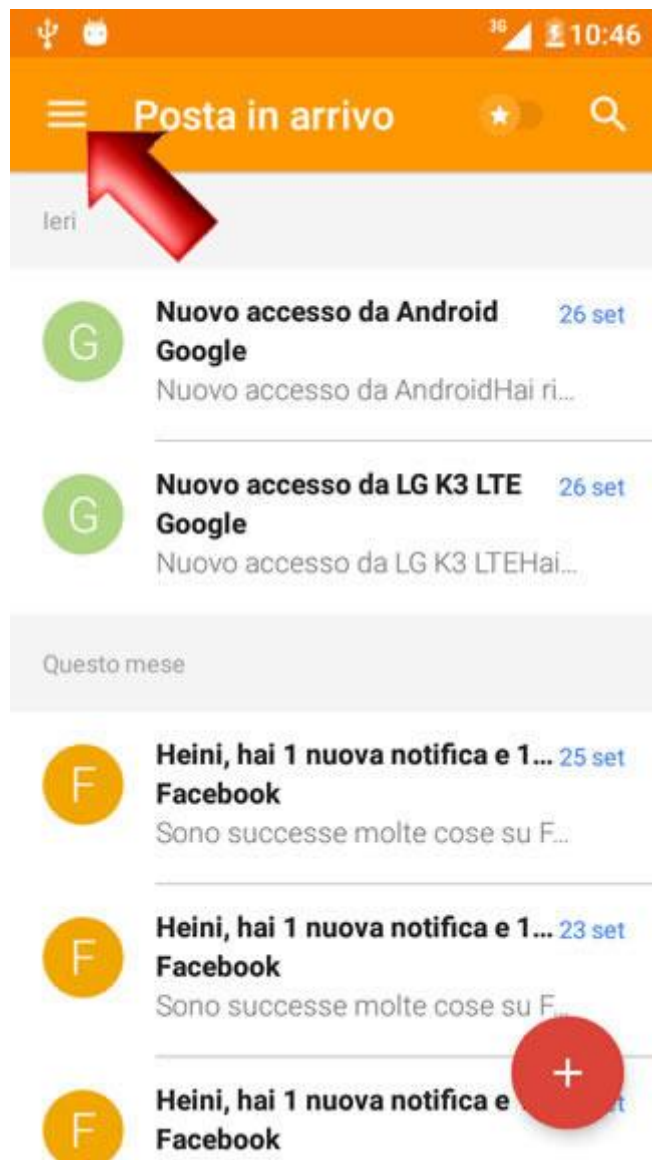 3G 10:46
Posta in arrivo
Ieri
G
Nuovo accesso da Android 26 set
Google
Nuovo accesso da AndroidHai ri...
G
Nuovo accesso da LG K3 LTE 26 set
Google
Nuovo accesso da LG K3 LTEHai...
Questo mese
F
Heini, hai 1 nuova notifica e 1... 25 set
Facebook
Sono successe molte cose su F...
F
Heini, hai 1 nuova notifica e 1... 23 set
Facebook
Sono successe molte cose su F...
F
Heini, hai 1 nuova notifica e
Facebook